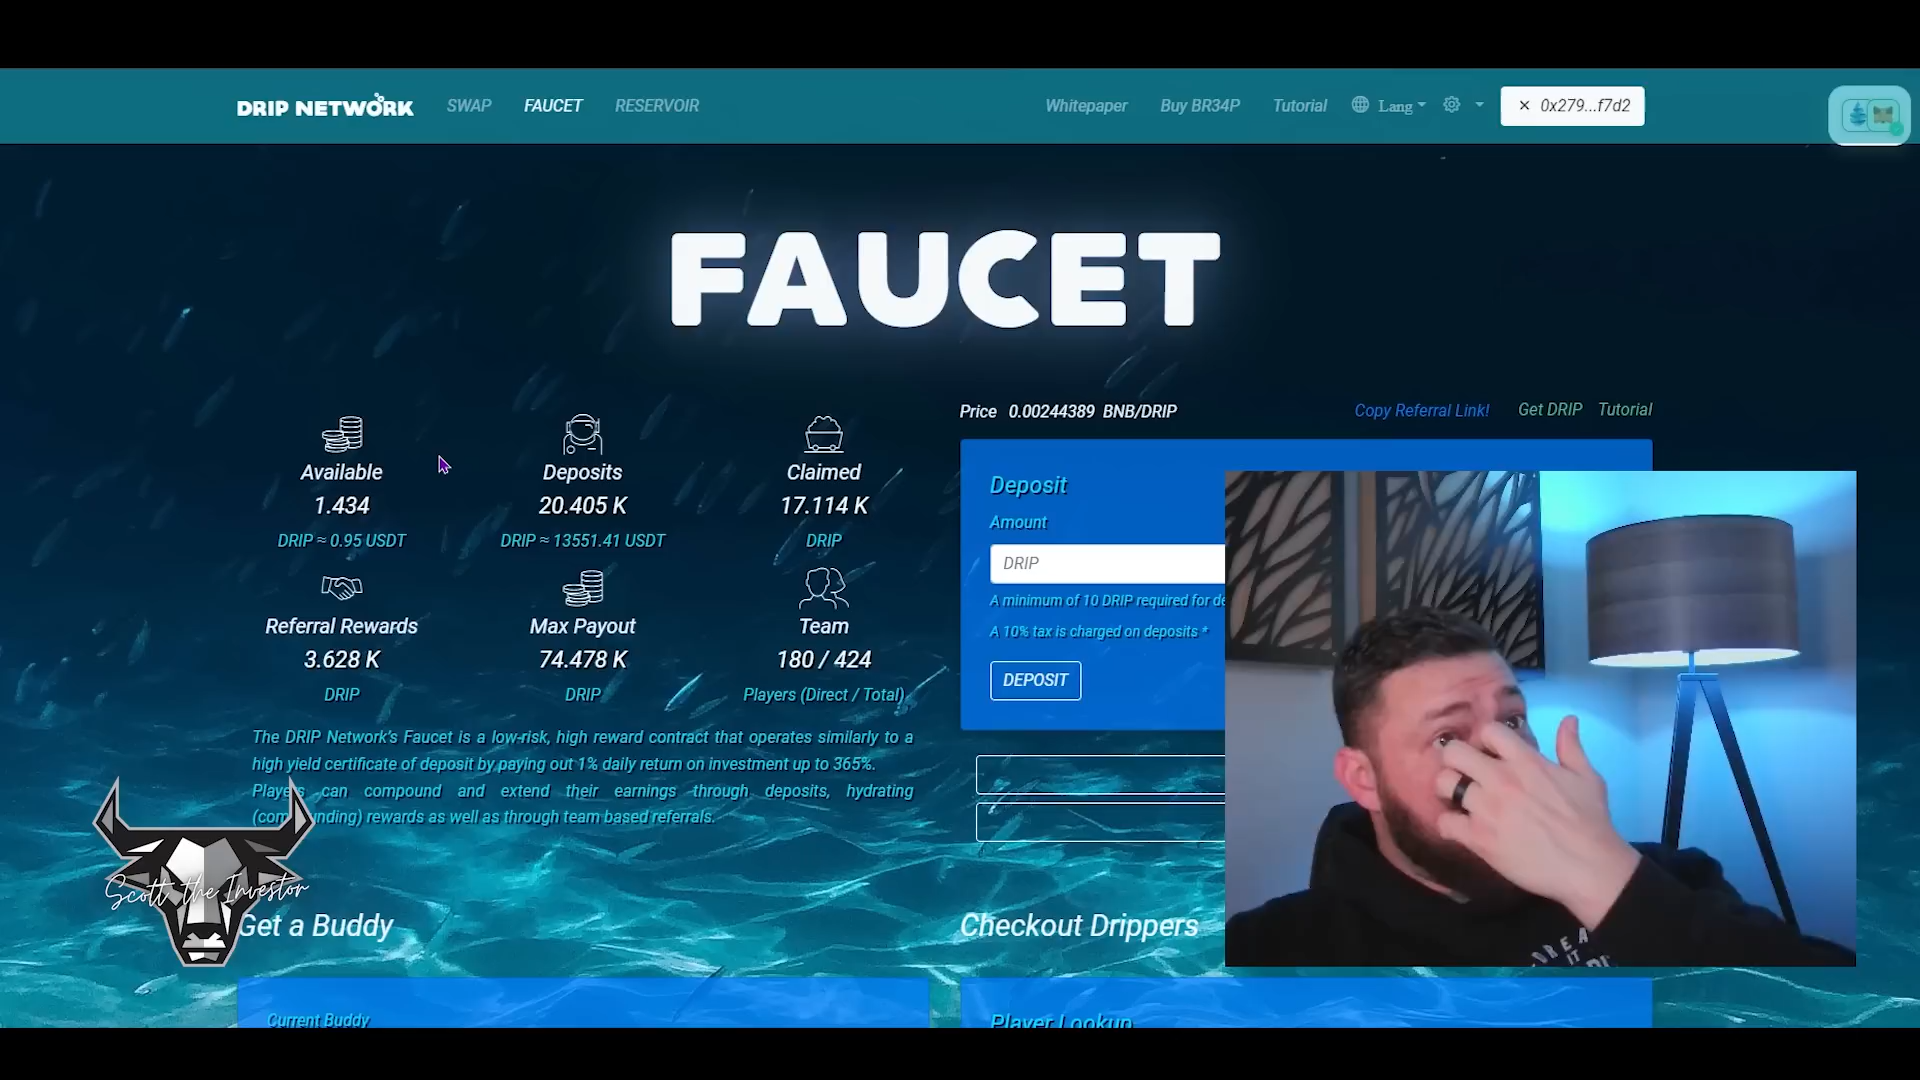 DRIP NETWORK
SWAP
FAUCET
RESERVOIR
Whitepaper
Buy BR34P
Tutorial
Lang
× 0x279...f7d2
FAUCET
Available
1.434
DRIP ≈ 0.95 USDT
Deposits
20.405 K
DRIP ≈ 13551.41 USDT
Claimed
17.114 K
DRIP
Referral Rewards
3.628 K
DRIP
Max Payout
74.478 K
DRIP
Team
180 / 424
Players (Direct / Total)
The DRIP Network's Faucet is a low-risk, high reward contract that operates similarly to a
high yield certificate of deposit by paying out 1% daily return on investment up to 365%.
Players can compound and extend their earnings through deposits, hydrating
rewards as well as through team based referrals.
Price 0.00244389 BNB/DRIP
Copy Referral Link!
Get DRIP
Tutorial
Deposit
Amount
DRIP
A minimum of 10 DRIP required for
A 10% tax is charged on deposits *
DEPOSIT
Scott the Investor
Get a Buddy
Checkout Drippers
Current Buddy
Player Lookup